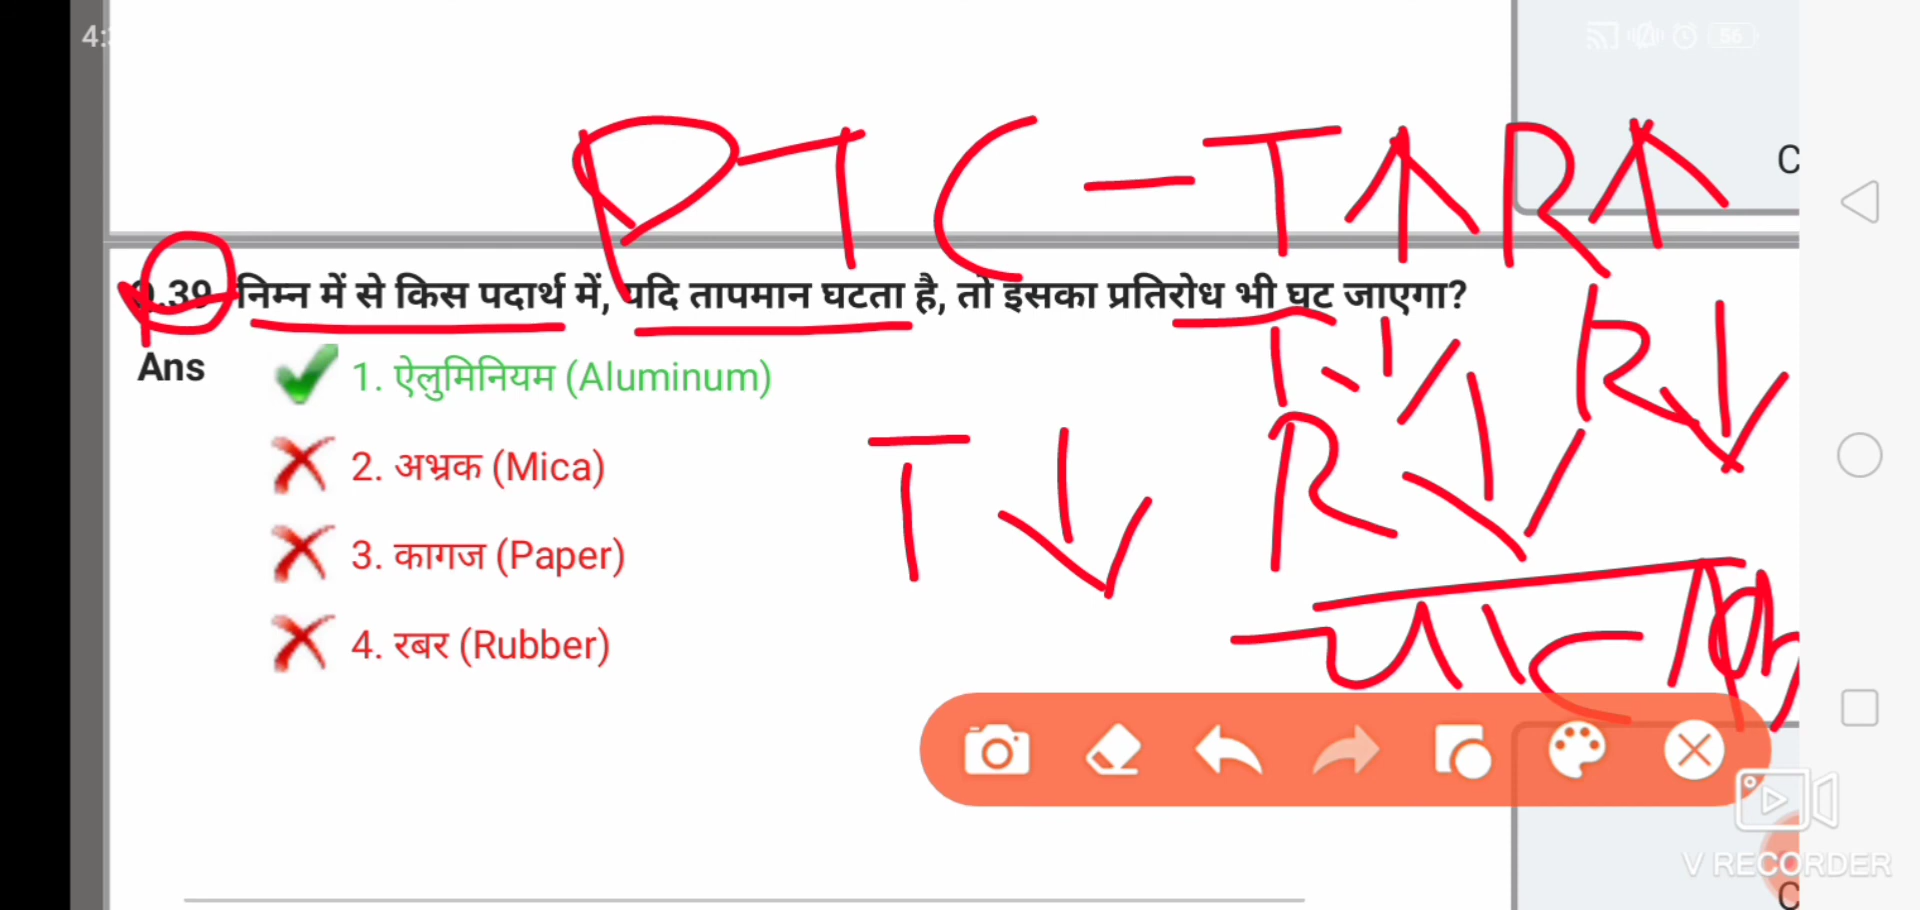 56
PTC - T↑ R↑
C
Q.39 निम्न में से किस पदार्थ में, यदि तापमान घटता है, तो इसका प्रतिरोध भी घट जाएगा?
R↓
Ans
1. ऐलुमिनियम (Aluminum)
2. अभ्रक (Mica)
T↓ R↓
3. कागज (Paper)
4. रबर (Rubber)
V RECORDER
C